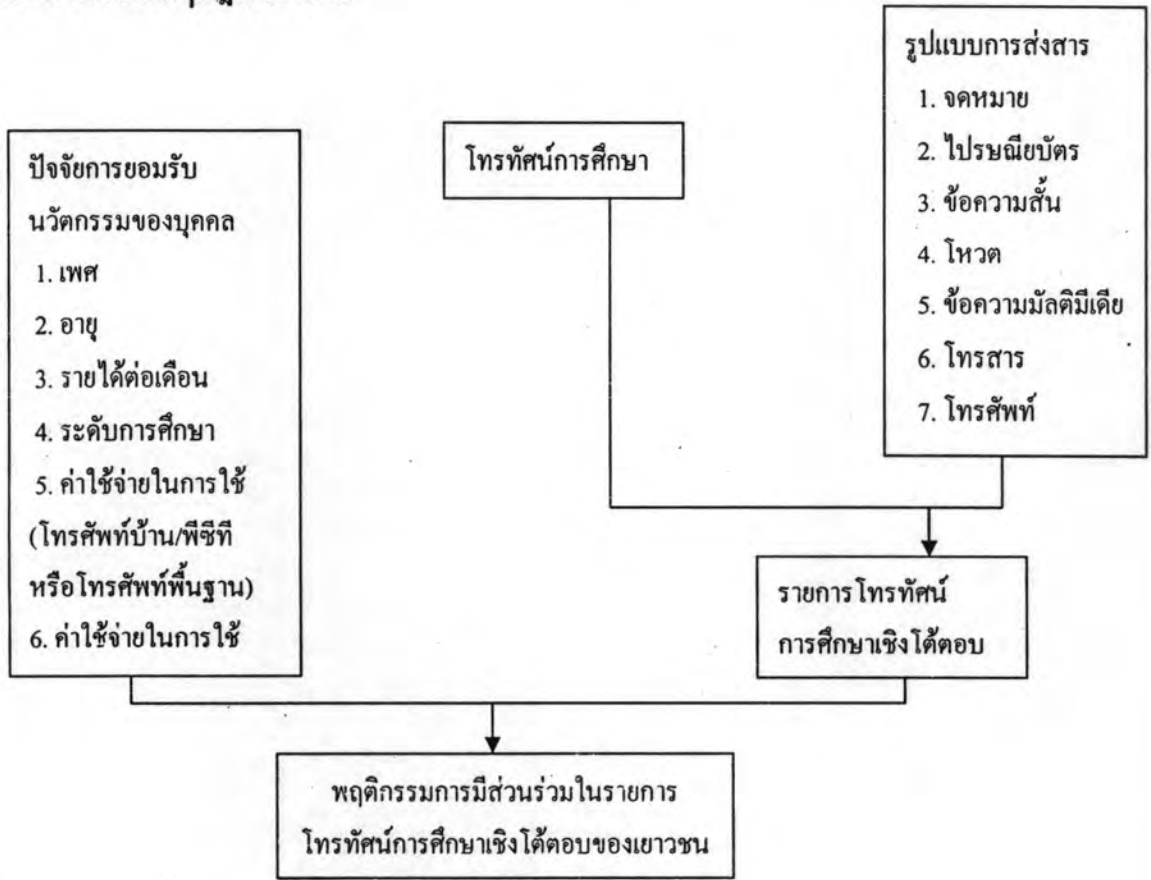 รูปแบบการส่งสาร
1. จดหมาย
2. ไปรษณียบัตร
3. ข้อความสั้น
4. โหวต
5. ข้อความมัลติมีเดีย
6. โทรสาร
7. โทรศัพท์
ปัจจัยการยอมรับ
นวัตกรรมของบุคคล
1. เพศ
2. อายุ
3. รายได้ต่อเดือน
4. ระดับการศึกษา
5. ค่าใช้จ่ายในการใช้
(โทรศัพท์บ้าน/พีซีที
หรือโทรศัพท์พื้นฐาน)
6. ค่าใช้จ่ายในการใช้
โทรทัศน์การศึกษา
รายการโทรทัศน์
การศึกษาเชิงโต้ตอบ
พฤติกรรมการมีส่วนร่วมในรายการ
โทรทัศน์การศึกษาเชิงโต้ตอบของเยาวชน